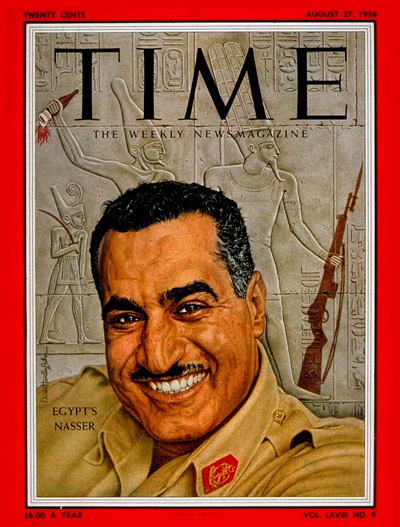 TWENTY CENTS
AUGUST 27, 1956
TIME
THE WEEKLY NEWSMAGAZINE
EGYPT'S
NASSER
$6.00 A YEAR
VOL. LXVIII NO. 9